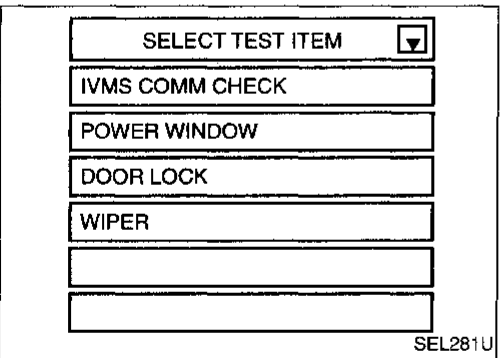 SELECT TEST ITEM
IVMS COMM CHECK
POWER WINDOW
DOOR LOCK
WIPER
SEL281U